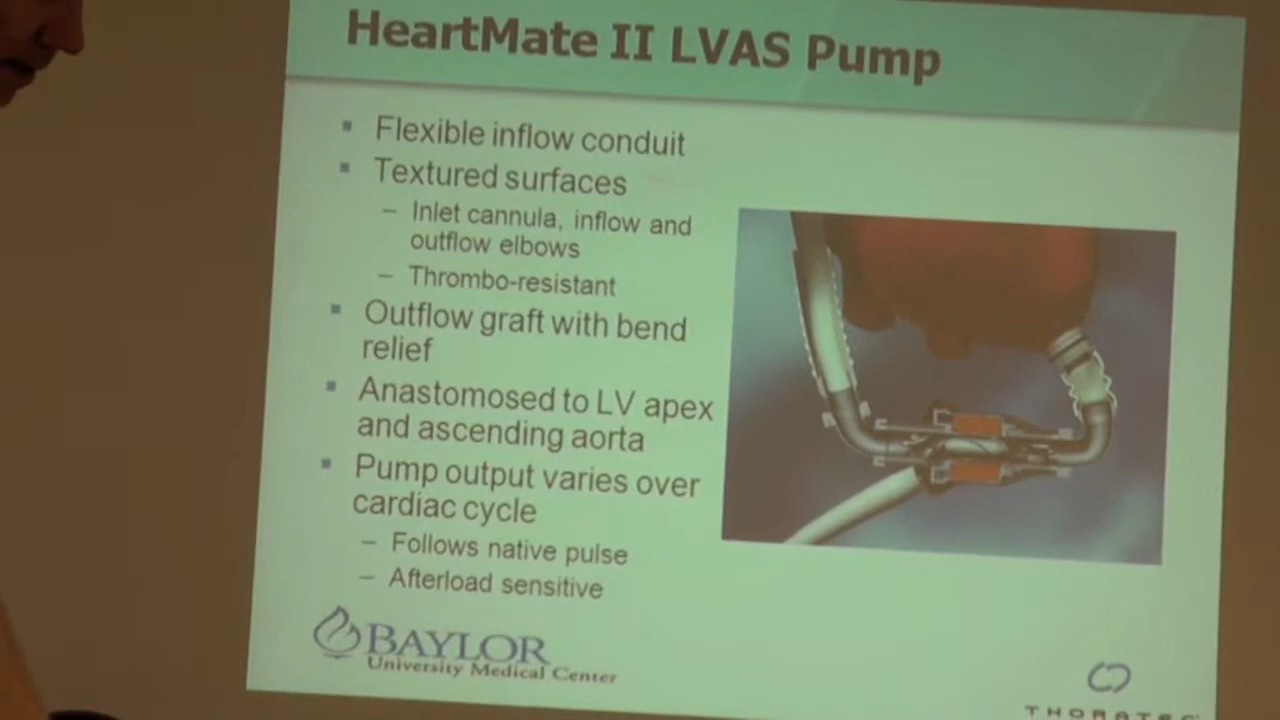 HeartMate II LVAS Pump
▪ Flexible inflow conduit
▪ Textured surfaces
– Inlet cannula, inflow and
outflow elbows
– Thrombo-resistant
▪ Outflow graft with bend
relief
▪ Anastomosed to LV apex
and ascending aorta
▪ Pump output varies over
cardiac cycle
– Follows native pulse
– Afterload sensitive
BAYLOR
University Medical Center
THORATEC